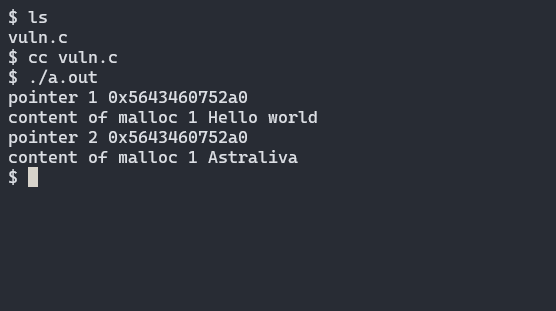 $ ls
vuln.c
$ cc vuln.c
$ ./a.out
pointer 1 0x5643460752a0
content of malloc 1 Hello world
pointer 2 0x5643460752a0
content of malloc 1 Astraliva
$